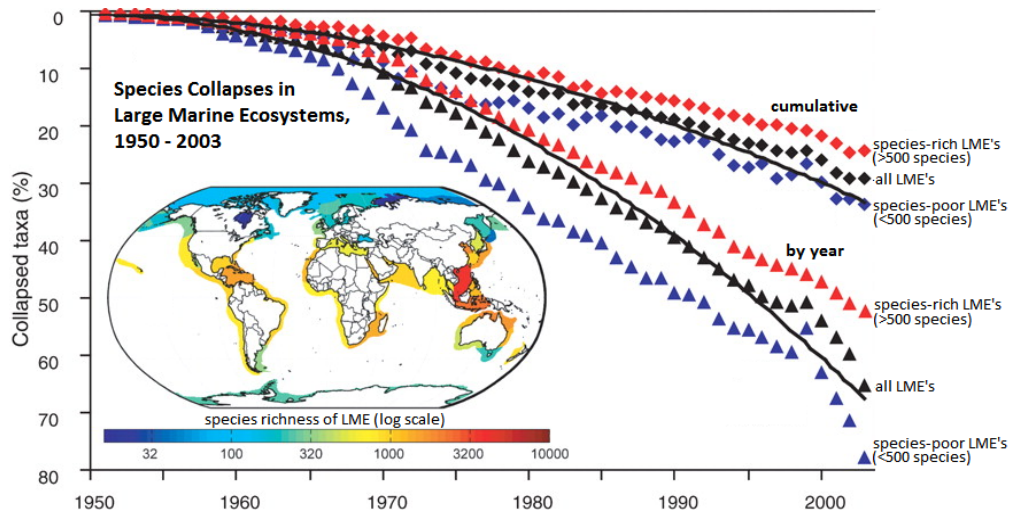 Species Collapses in
Large Marine Ecosystems,
1950 - 2003
Collapsed taxa (%)
0
10
20
30
40
50
60
70
80
1950
1960
1970
1980
1990
2000
cumulative
species-rich LME's
(>500 species)
all LME's
species-poor LME's
(<500 species)
by year
species-rich LME's
(>500 species)
all LME's
species-poor LME's
(<500 species)
species richness of LME (log scale)
32 100 320 1000 3200 10000